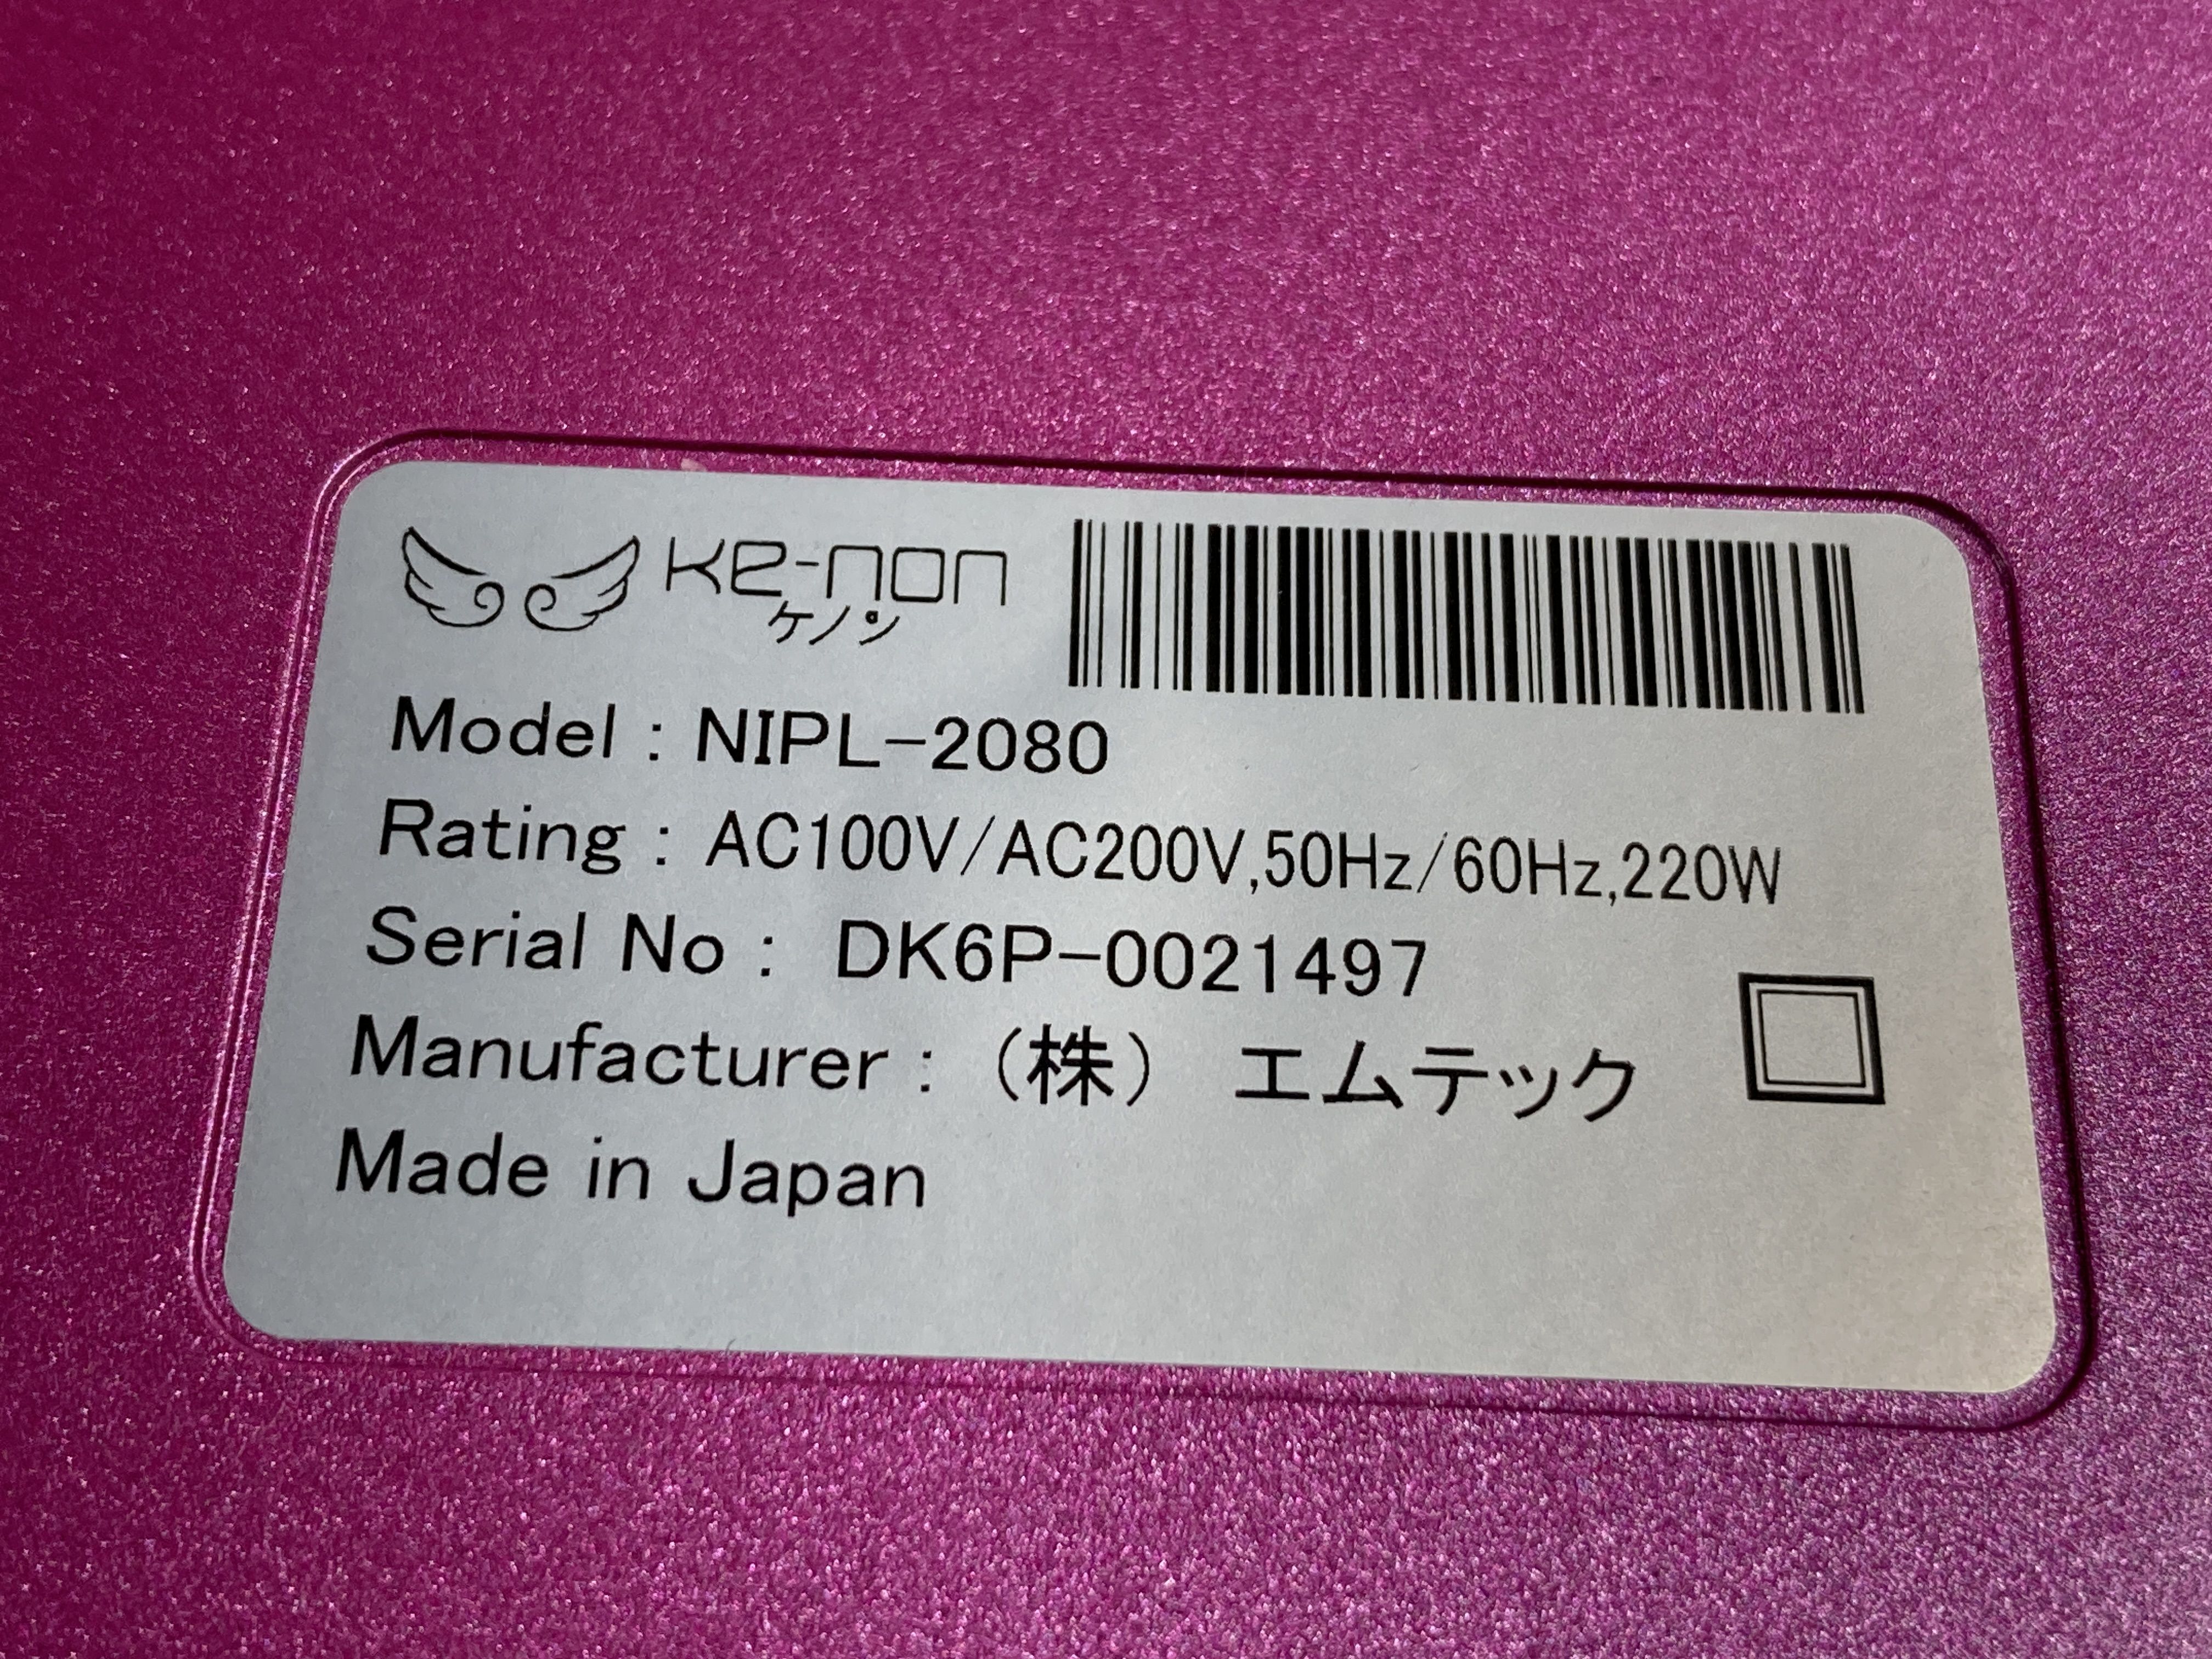 ke-non
ケノン
Model : NIPL-2080
Rating : AC100V/AC200V,50Hz/60Hz,220W
Serial No : DK6P-0021497
Manufacturer : （株） エムテック
Made in Japan